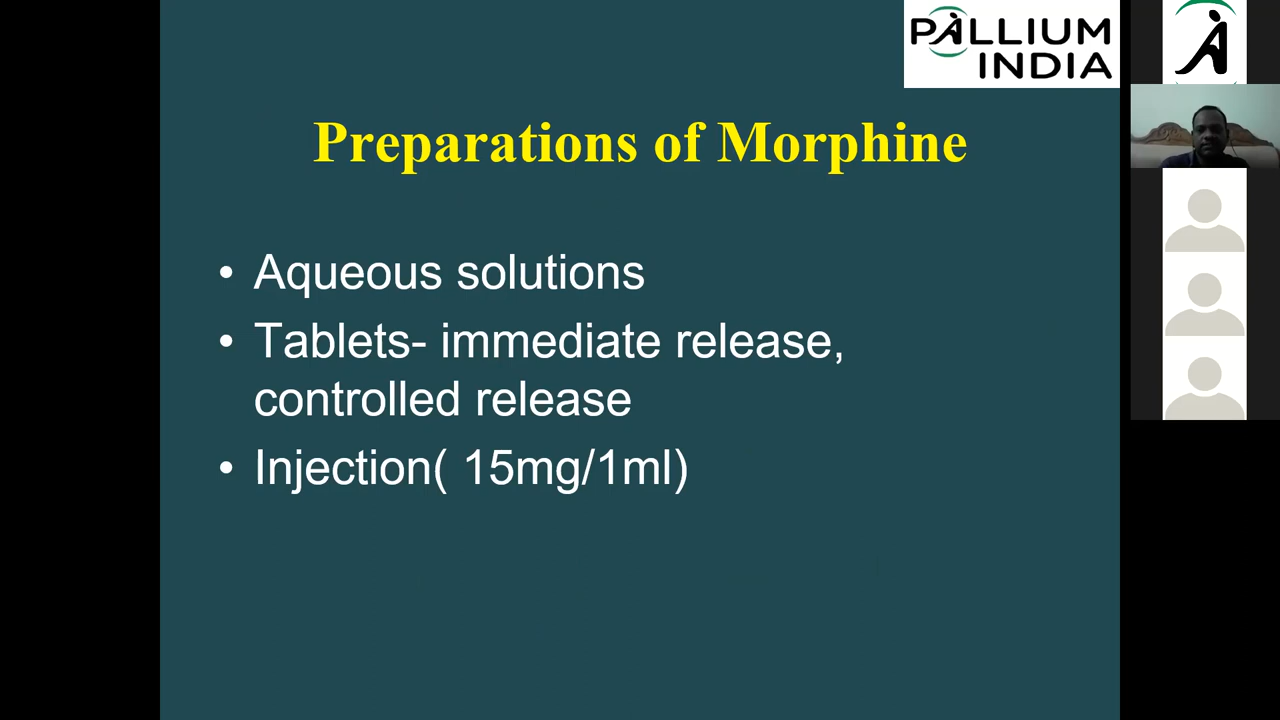 PALLIUM
INDIA
Preparations of Morphine
• Aqueous solutions
• Tablets- immediate release,
controlled release
• Injection( 15mg/1ml)